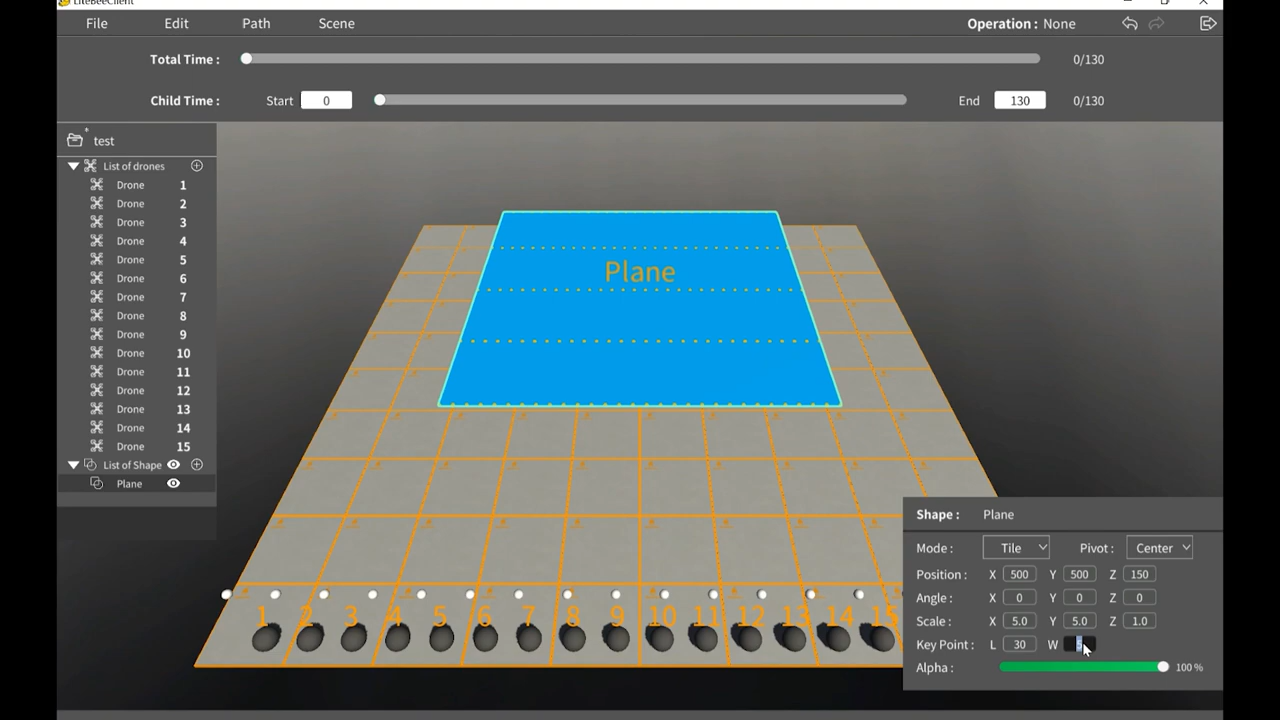 LiteBeeClient
File Edit Path Scene Operation : None
Total Time : 0/130
Child Time : Start 0 End 130 0/130
test
List of drones
Drone 1
Drone 2
Drone 3
Drone 4
Drone 5
Drone 6
Drone 7
Drone 8
Drone 9
Drone 10
Drone 11
Drone 12
Drone 13
Drone 14
Drone 15
List of Shape
Plane
Plane
1 2 3 4 5 6 7 8 9 10 11 12 13 14 15
Shape : Plane
Mode : Tile Pivot : Center
Position : X 500 Y 500 Z 150
Angle : X 0 Y 0 Z 0
Scale : X 5.0 Y 5.0 Z 1.0
Key Point : L 30 W
Alpha : 100 %